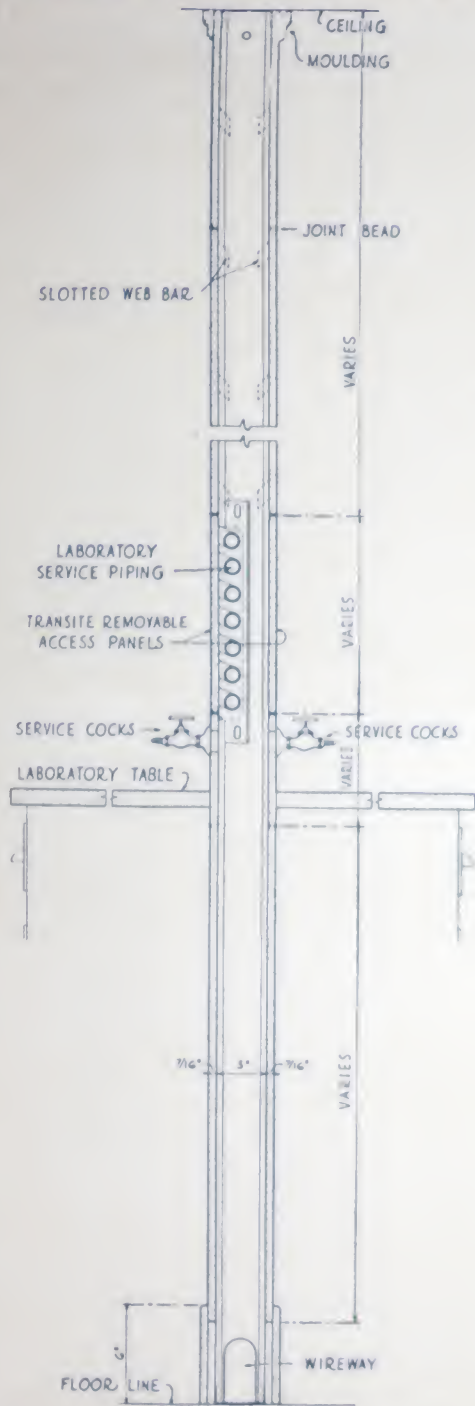 CEILING
MOULDING
JOINT BEAD
SLOTTED WEB BAR
VARIES
LABORATORY
SERVICE PIPING
TRANSITE REMOVABLE
ACCESS PANELS
VARIES
SERVICE COCKS
SERVICE COCKS
VARIES
LABORATORY TABLE
7/16" 3" 7/16"
VARIES
6"
WIREWAY
FLOOR LINE